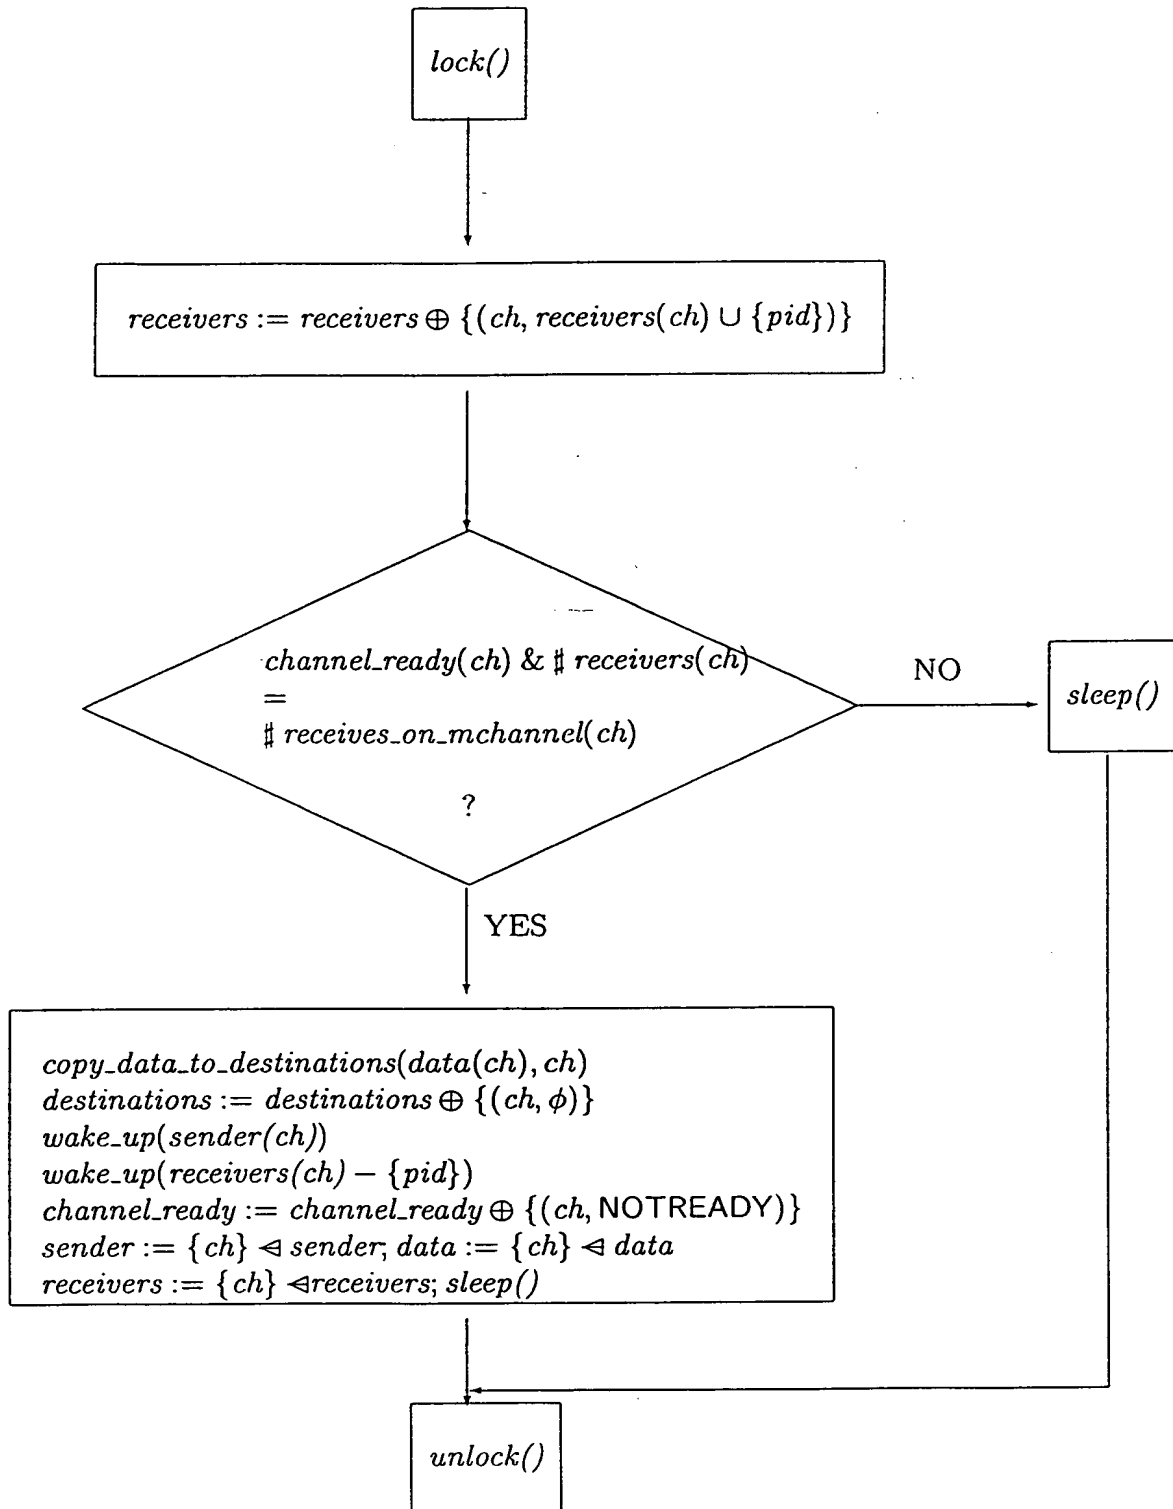 lock()
receivers := receivers ⊕ {(ch, receivers(ch) ∪ {pid})}
channel_ready(ch) & ♯ receivers(ch)
=
♯ receives_on_mchannel(ch)
?
NO
sleep()
YES
copy_data_to_destinations(data(ch), ch)
destinations := destinations ⊕ {(ch, ϕ)}
wake_up(sender(ch))
wake_up(receivers(ch) − {pid})
channel_ready := channel_ready ⊕ {(ch, NOTREADY)}
sender := {ch} ⩤ sender; data := {ch} ⩤ data
receivers := {ch} ⩤receivers; sleep()
unlock()